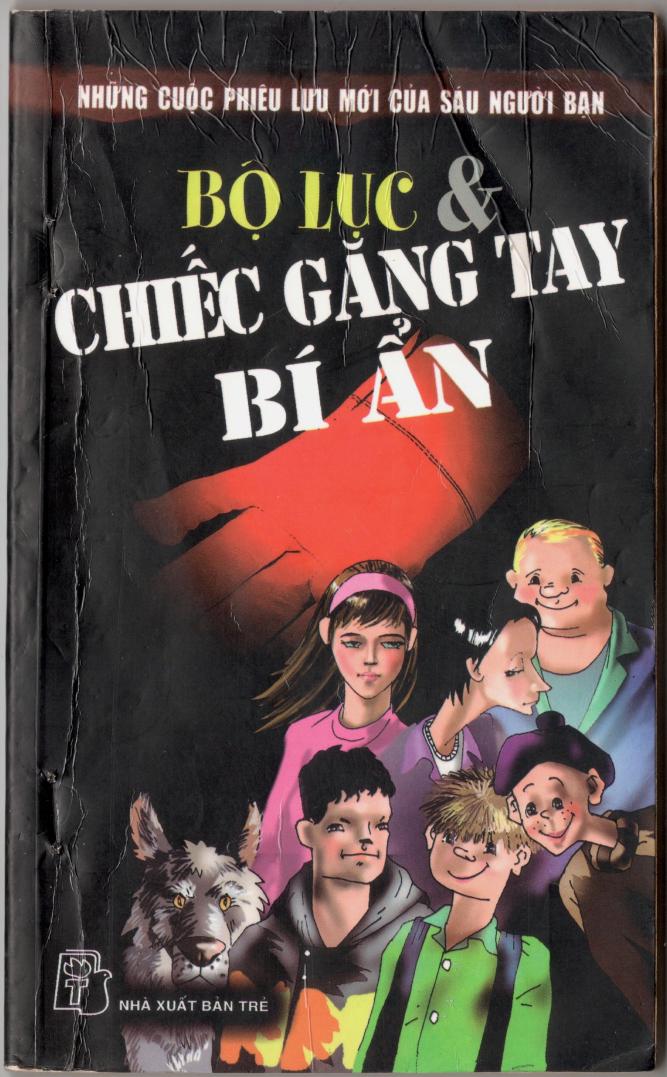 NHỮNG CUỘC PHIÊU LƯU MỚI CỦA SÁU NGƯỜI BẠN
BỘ LỤC &
CHIẾC GĂNG TAY
BÍ ẨN
NHÀ XUẤT BẢN TRẺ